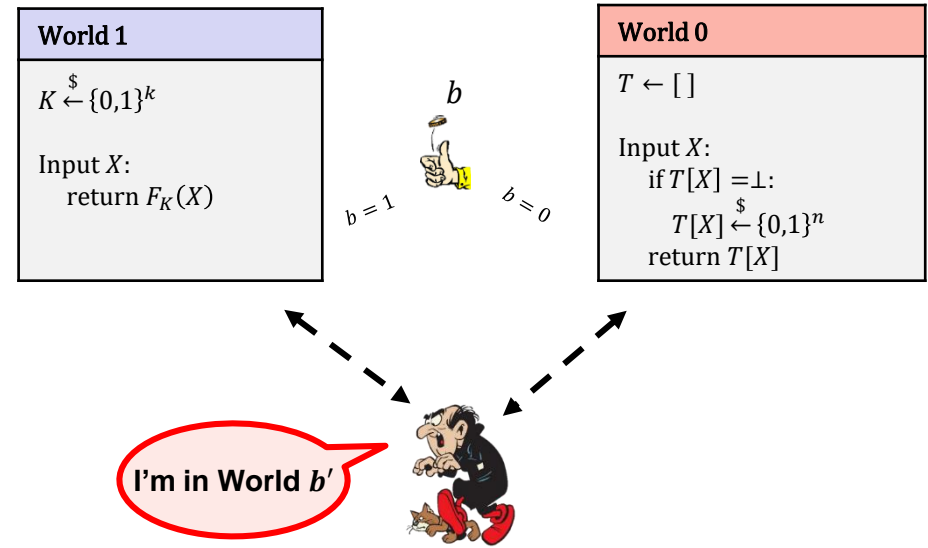 World 1
K $← {0,1}ᵏ
Input X:
return F_K(X)
b
b = 1
b = 0
World 0
T ← [ ]
Input X:
if T[X] =⊥:
T[X] $← {0,1}ⁿ
return T[X]
I'm in World b′